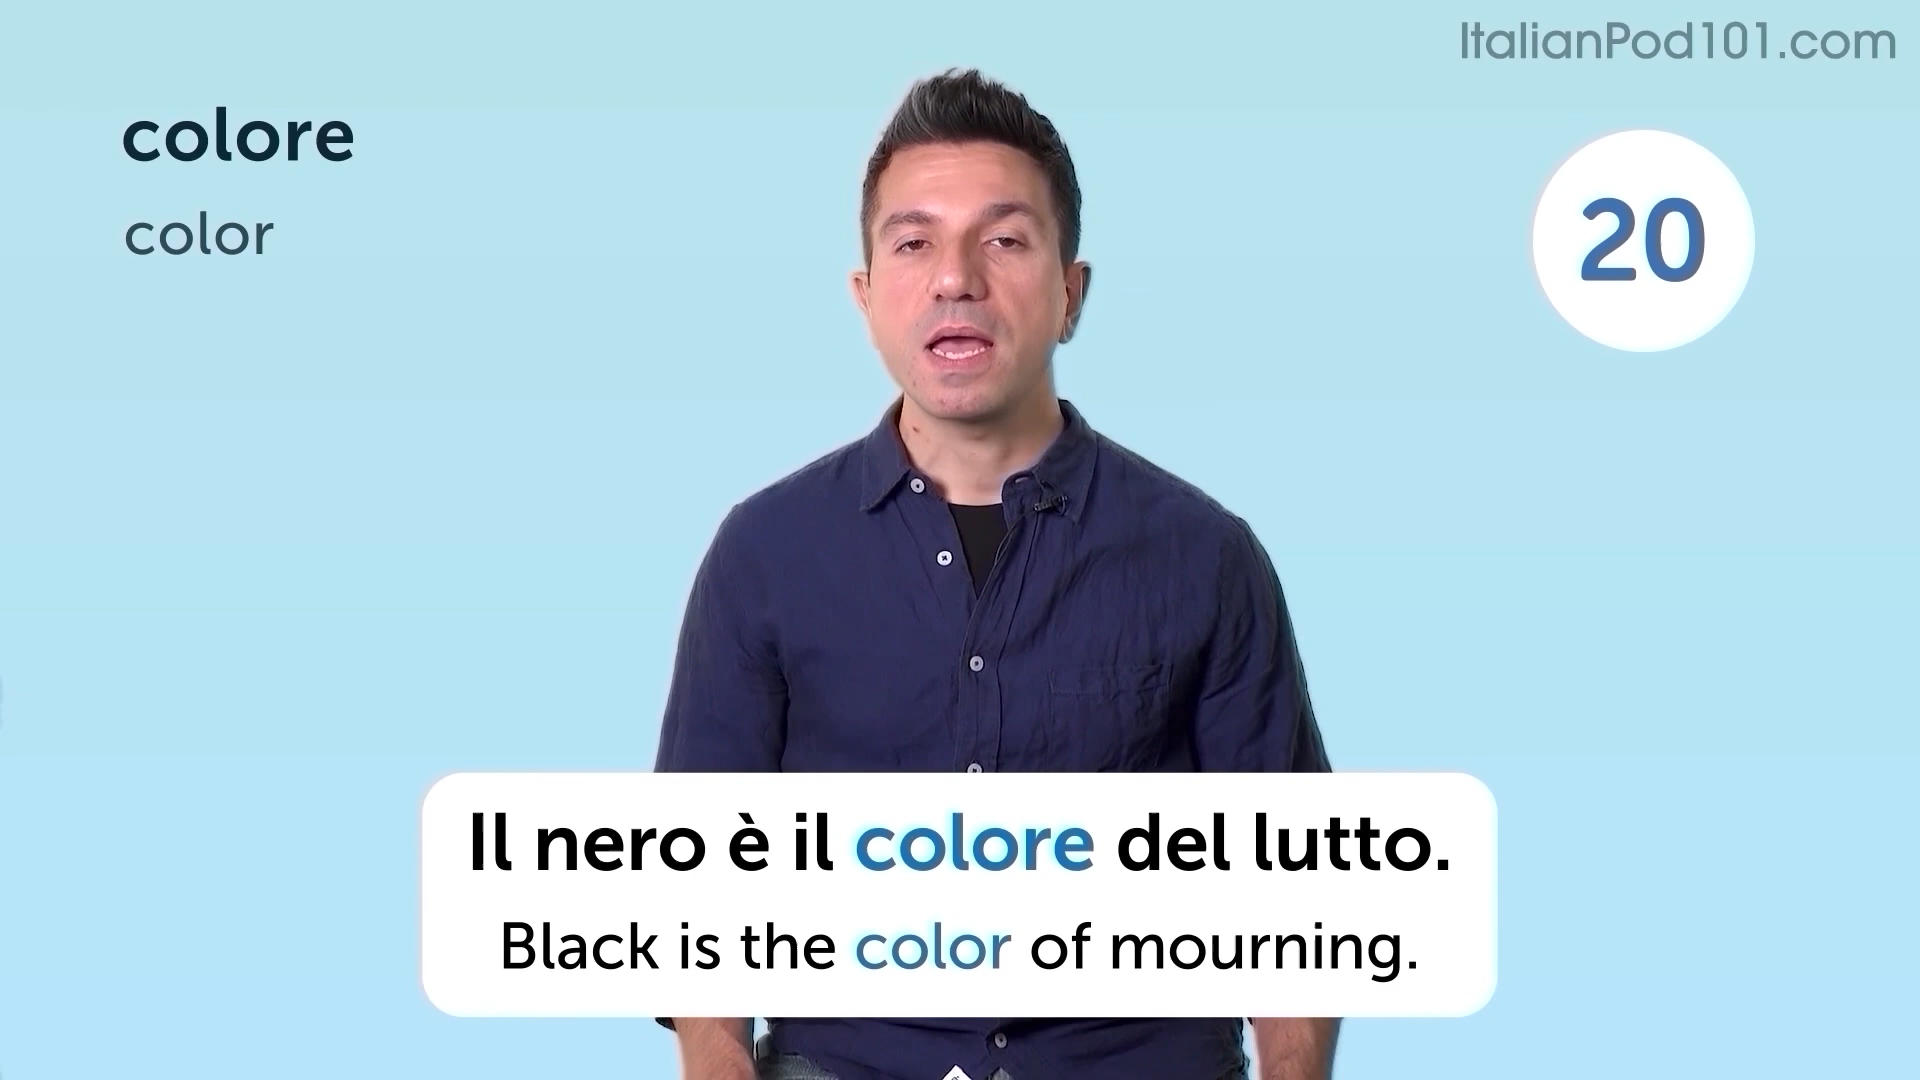 ItalianPod101.com
colore
color
20
Il nero è il colore del lutto.
Black is the color of mourning.